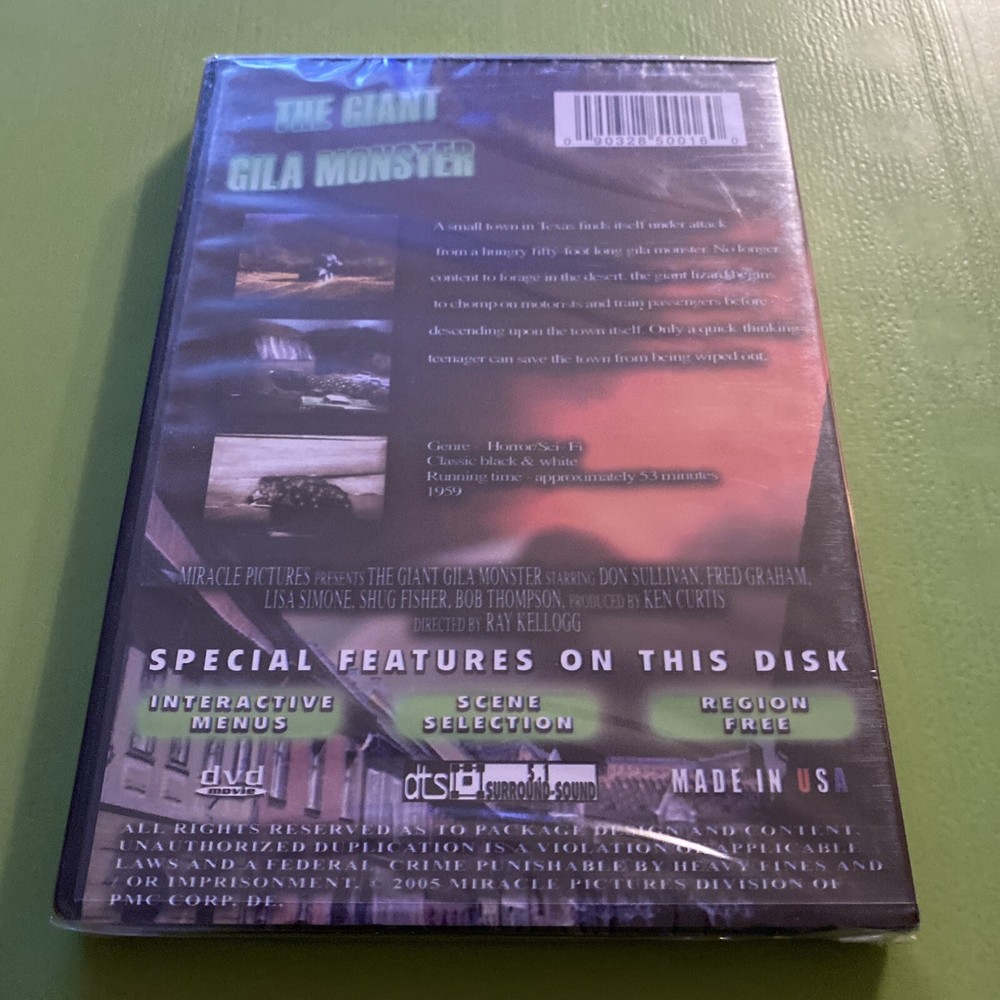 THE GIANT
GILA MONSTER
0 90328 50016 0
A small town in Texas finds itself under attack
from a hungry fifty-foot long gila monster. No longer
content to forage in the desert, the giant lizard begins
to chomp on motorists and train passengers before
descending upon the town itself. Only a quick thinking
teenager can save the town from being wiped out.
Genre - Horror/Sci-Fi
Classic black & white
Running time - approximately 53 minutes
1959
MIRACLE PICTURES PRESENTS THE GIANT GILA MONSTER STARRING DON SULLIVAN, FRED GRAHAM,
LISA SIMONE, SHUG FISHER, BOB THOMPSON, PRODUCED BY KEN CURTIS
DIRECTED BY RAY KELLOGG
SPECIAL FEATURES ON THIS DISK
INTERACTIVE
MENUS
SCENE
SELECTION
REGION
FREE
dvd
movie
dts SURROUND SOUND
MADE IN USA
ALL RIGHTS RESERVED AS TO PACKAGE DESIGN AND CONTENT.
UNAUTHORIZED DUPLICATION IS A VIOLATION OF APPLICABLE
LAWS AND A FEDERAL CRIME PUNISHABLE BY HEAVY FINES AND
/ OR IMPRISONMENT. © 2005 MIRACLE PICTURES DIVISION OF
PMC CORP. DE.